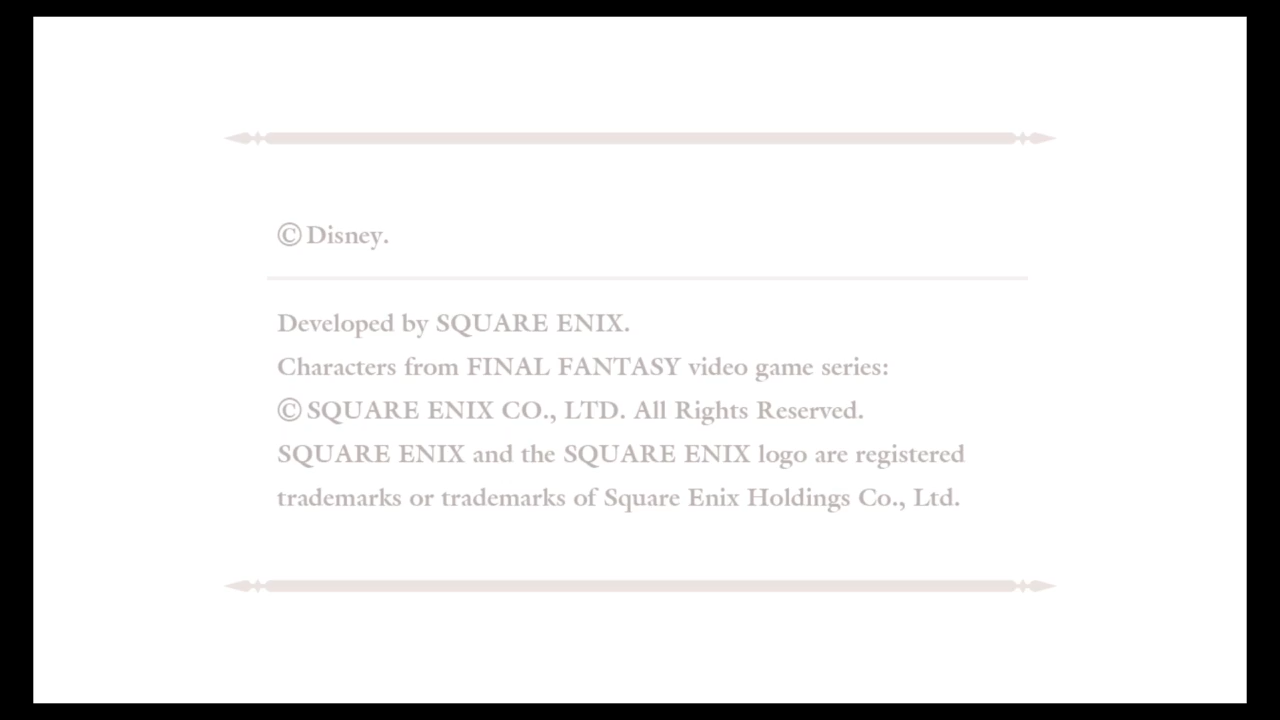 © Disney.
Developed by SQUARE ENIX.
Characters from FINAL FANTASY video game series:
© SQUARE ENIX CO., LTD. All Rights Reserved.
SQUARE ENIX and the SQUARE ENIX logo are registered
trademarks or trademarks of Square Enix Holdings Co., Ltd.